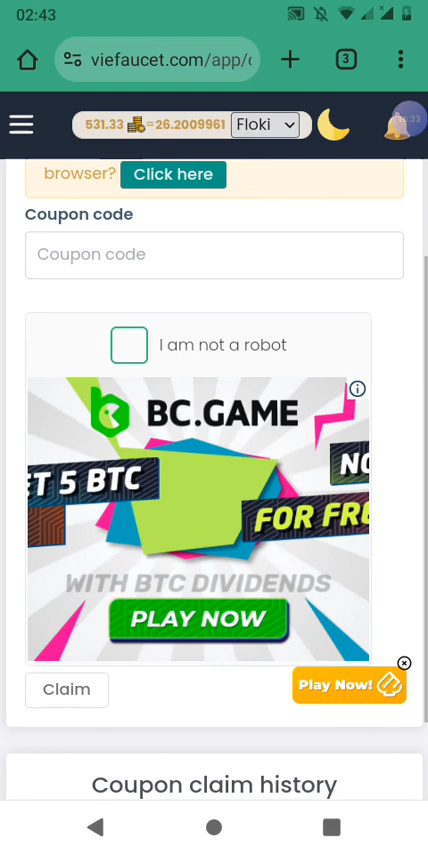 02:43
viefaucet.com/app/c
3
531.33 =26.2009961 Floki
browser? Click here
Coupon code
Coupon code
I am not a robot
BC.GAME
ET 5 BTC
NO
FOR FRE
WITH BTC DIVIDENDS
PLAY NOW
Claim
Play Now!
Coupon claim history